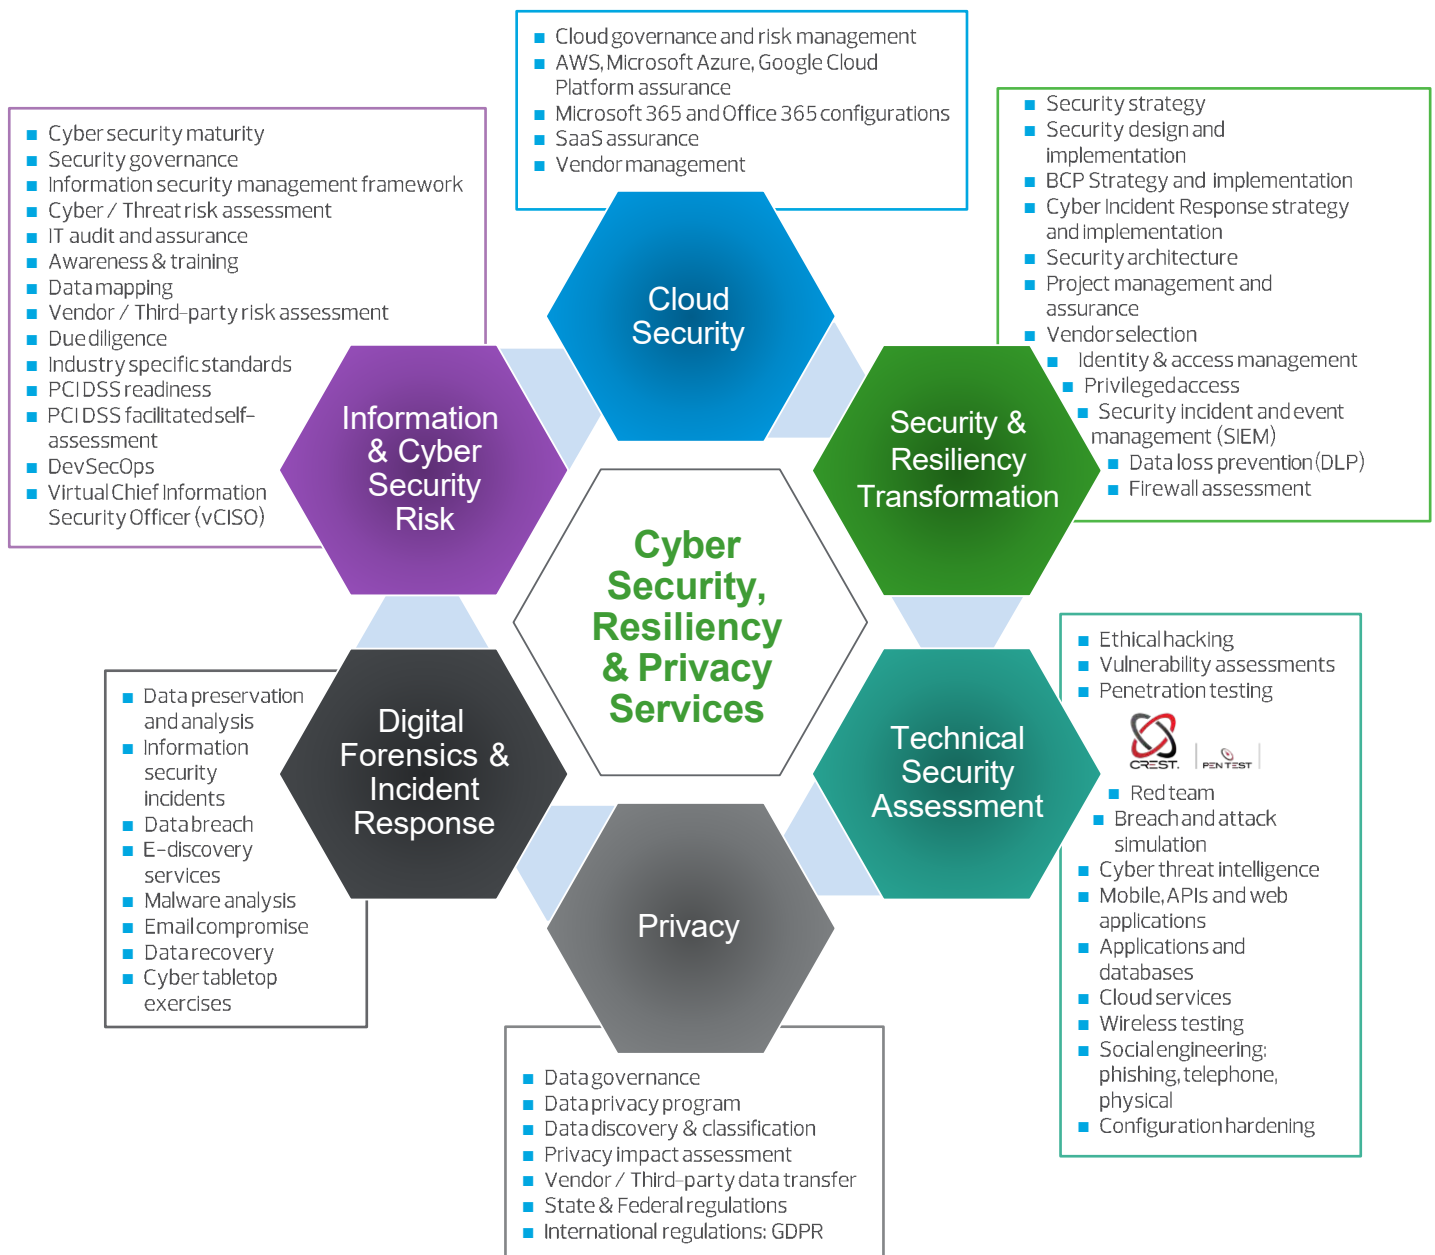 Cloud governance and risk management
AWS, Microsoft Azure, Google Cloud
Platform assurance
Microsoft 365 and Office 365 configurations
SaaS assurance
Vendor management
Cyber security maturity
Security governance
Information security management framework
Cyber / Threat risk assessment
IT audit and assurance
Awareness & training
Data mapping
Vendor / Third-party risk assessment
Due diligence
Industry specific standards
PCI DSS readiness
PCI DSS facilitated self-
assessment
DevSecOps
Virtual Chief Information
Security Officer (vCISO)
Security strategy
Security design and
implementation
BCP Strategy and implementation
Cyber Incident Response strategy
and implementation
Security architecture
Project management and
assurance
Vendor selection
Identity & access management
Privileged access
Security incident and event
management (SIEM)
Data loss prevention (DLP)
Firewall assessment
Cloud
Security
Information
& Cyber
Security
Risk
Security &
Resiliency
Transformation
Cyber
Security,
Resiliency
& Privacy
Services
Digital
Forensics &
Incident
Response
Technical
Security
Assessment
Privacy
Data preservation
and analysis
Information
security
incidents
Data breach
E-discovery
services
Malware analysis
Email compromise
Data recovery
Cyber tabletop
exercises
Ethical hacking
Vulnerability assessments
Penetration testing
CREST.
PEN TEST
Red team
Breach and attack
simulation
Cyber threat intelligence
Mobile, APIs and web
applications
Applications and
databases
Cloud services
Wireless testing
Social engineering:
phishing, telephone,
physical
Configuration hardening
Data governance
Data privacy program
Data discovery & classification
Privacy impact assessment
Vendor / Third-party data transfer
State & Federal regulations
International regulations: GDPR